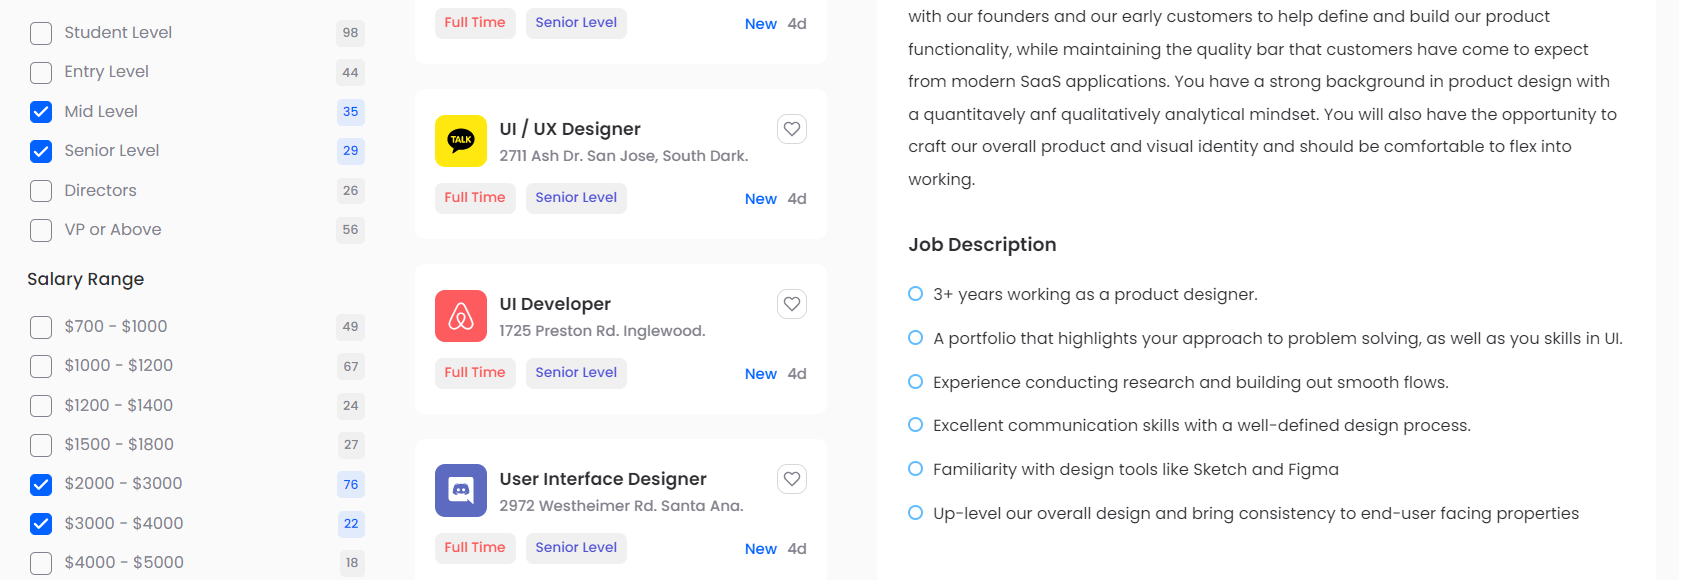 Student Level 98
Entry Level 44
Mid Level 35
Senior Level 29
Directors 26
VP or Above 56
Salary Range
$700 - $1000 49
$1000 - $1200 67
$1200 - $1400 24
$1500 - $1800 27
$2000 - $3000 76
$3000 - $4000 22
$4000 - $5000 18
Full Time Senior Level New 4d
TALK
UI / UX Designer
2711 Ash Dr. San Jose, South Dark.
Full Time Senior Level New 4d
UI Developer
1725 Preston Rd. Inglewood.
Full Time Senior Level New 4d
User Interface Designer
2972 Westheimer Rd. Santa Ana.
Full Time Senior Level New 4d
with our founders and our early customers to help define and build our product
functionality, while maintaining the quality bar that customers have come to expect
from modern SaaS applications. You have a strong background in product design with
a quantitavely anf qualitatively analytical mindset. You will also have the opportunity to
craft our overall product and visual identity and should be comfortable to flex into
working.
Job Description
3+ years working as a product designer.
A portfolio that highlights your approach to problem solving, as well as you skills in UI.
Experience conducting research and building out smooth flows.
Excellent communication skills with a well-defined design process.
Familiarity with design tools like Sketch and Figma
Up-level our overall design and bring consistency to end-user facing properties